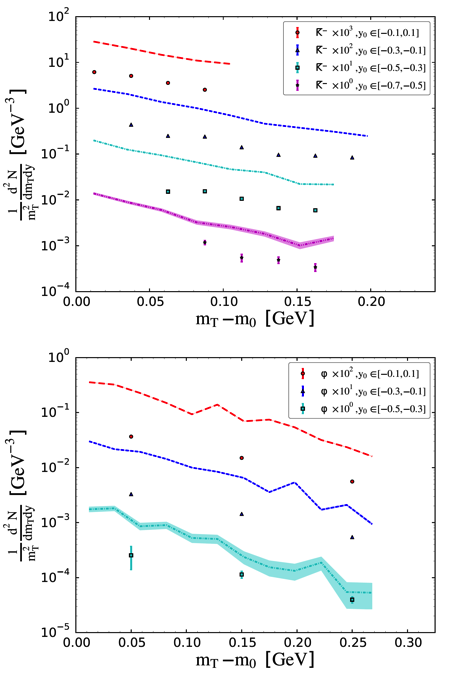 10²
10¹
10⁰
10⁻¹
10⁻²
10⁻³
10⁻⁴
1/m_T² d²N/dm_Tdy [GeV⁻³]
K̅⁻ ×10³ ,y₀∈[−0.1,0.1]
K̅⁻ ×10² ,y₀∈[−0.3,−0.1]
K̅⁻ ×10¹ ,y₀∈[−0.5,−0.3]
K̅⁻ ×10⁰ ,y₀∈[−0.7,−0.5]
0.00 0.05 0.10 0.15 0.20
m_T−m₀ [GeV]
10⁰
10⁻¹
10⁻²
10⁻³
10⁻⁴
10⁻⁵
1/m_T² d²N/dm_Tdy [GeV⁻³]
φ ×10² ,y₀∈[−0.1,0.1]
φ ×10¹ ,y₀∈[−0.3,−0.1]
φ ×10⁰ ,y₀∈[−0.5,−0.3]
0.00 0.05 0.10 0.15 0.20 0.25 0.30
m_T−m₀ [GeV]